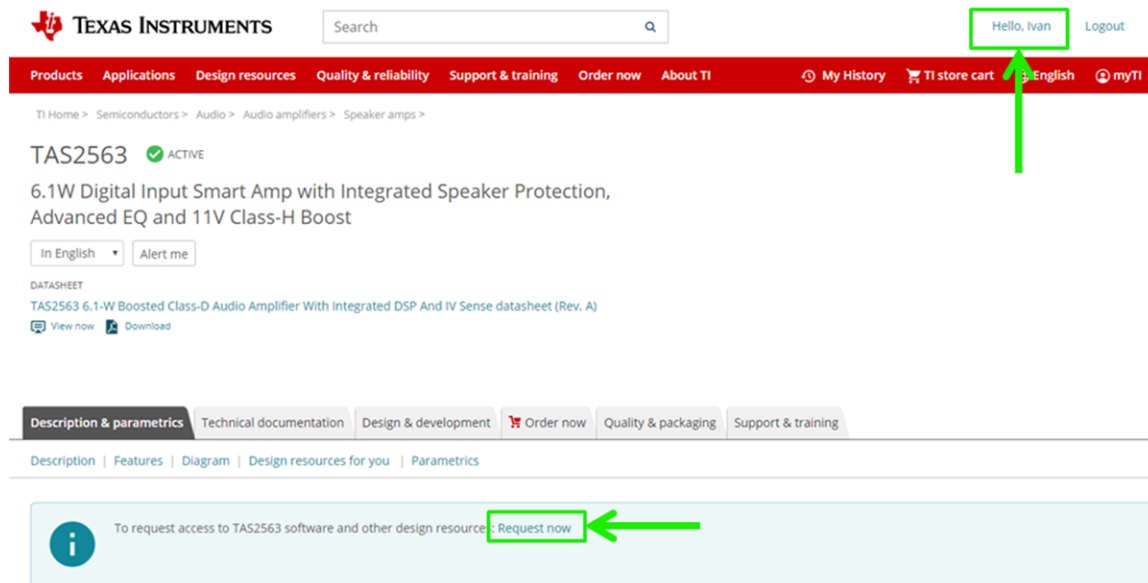 TEXAS INSTRUMENTS
Search
Hello, Ivan Logout
Products Applications Design resources Quality & reliability Support & training Order now About TI My History TI store cart English myTI
TI Home > Semiconductors > Audio > Audio amplifiers > Speaker amps >
TAS2563 ACTIVE
6.1W Digital Input Smart Amp with Integrated Speaker Protection,
Advanced EQ and 11V Class-H Boost
In English Alert me
DATASHEET
TAS2563 6.1-W Boosted Class-D Audio Amplifier With Integrated DSP And IV Sense datasheet (Rev. A)
View now Download
Description & parametrics Technical documentation Design & development Order now Quality & packaging Support & training
Description | Features | Diagram | Design resources for you | Parametrics
i To request access to TAS2563 software and other design resources: Request now